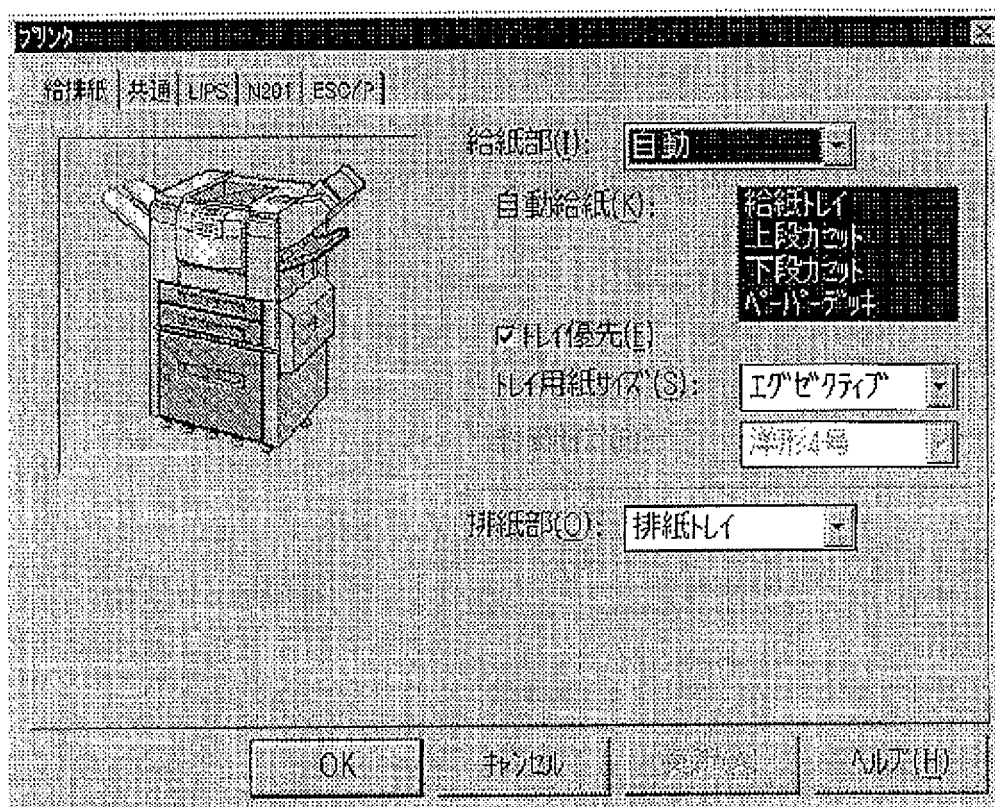 プリンタ
給排紙 共通 LIPS N201 ESC/P
給紙部(I): 自動
自動給紙(K): 給紙トレイ
上段カセット
下段カセット
ペーパーデッキ
トレイ優先(E)
トレイ用紙サイズ(S): エグゼクティブ
洋形4号
排紙部(O): 排紙トレイ
OK キャンセル ヘルプ(H)